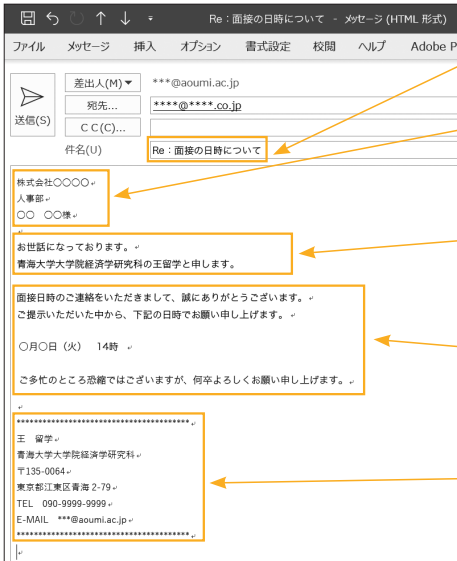 Re：面接の日時について - メッセージ (HTML 形式)
ファイル メッセージ 挿入 オプション 書式設定 校閲 ヘルプ Adobe P
差出人(M) ***@aoumi.ac.jp
宛先... ****@****.co.jp
送信(S)
ＣＣ(C)...
件名(U) Re：面接の日時について
株式会社〇〇〇〇
人事部
〇〇　〇〇様
お世話になっております。
青海大学大学院経済学研究科の王留学と申します。
面接日時のご連絡をいただきまして、誠にありがとうございます。
ご提示いただいた中から、下記の日時でお願い申し上げます。
〇月〇日（火）　14時
ご多忙のところ恐縮ではございますが、何卒よろしくお願い申し上げます。
****************************************
王　留学
青海大学大学院経済学研究科
〒135-0064
東京都江東区青海 2-79
TEL　090-9999-9999
E-MAIL　***@aoumi.ac.jp
****************************************